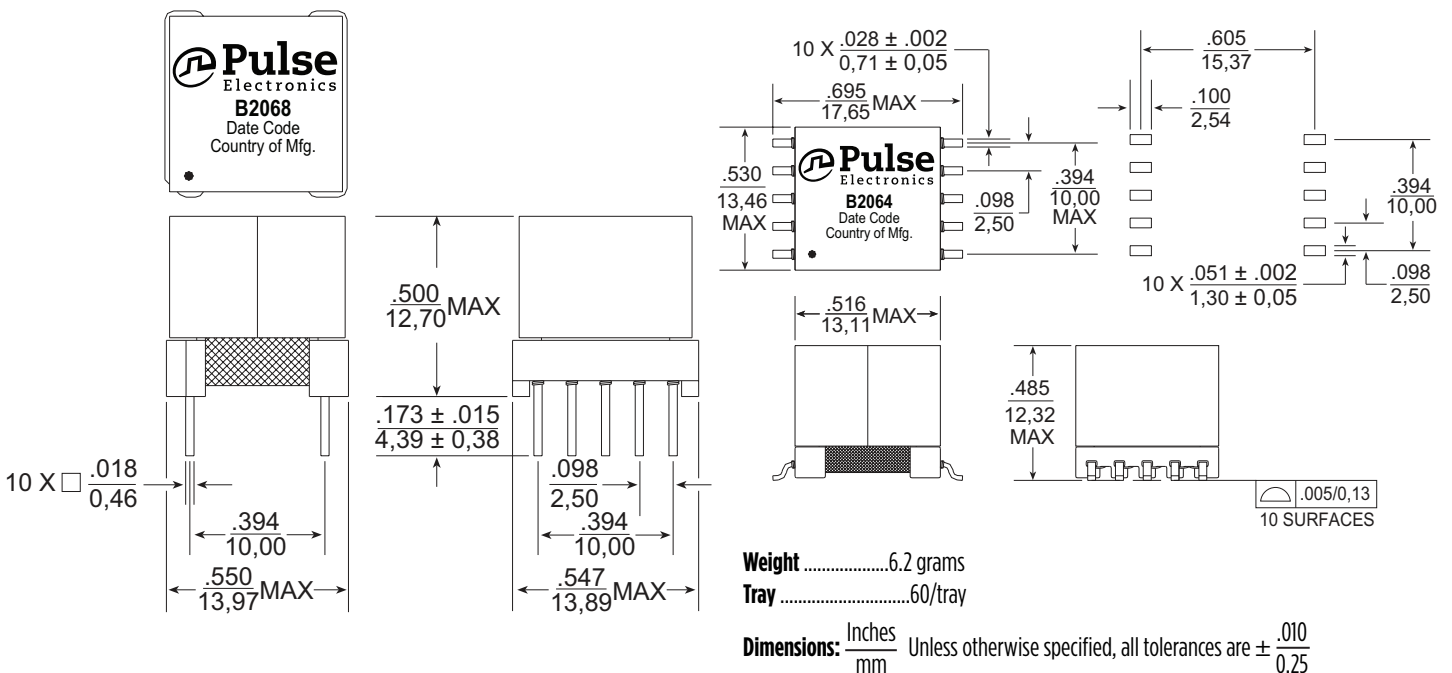 Pulse
Electronics
B2068
Date Code
Country of Mfg.
.500
12,70
MAX
.173 ± .015
4,39 ± 0,38
10 X □ .018
0,46
.098
2,50
.394
10,00
.394
10,00
.550
13,97
MAX
.547
13,89
MAX
10 X .028 ± .002
0,71 ± 0,05
.695
17,65
MAX
.530
13,46
MAX
Pulse
Electronics
B2064
Date Code
Country of Mfg.
.098
2,50
.394
10,00
MAX
.605
15,37
.100
2,54
.394
10,00
10 X .051 ± .002
1,30 ± 0,05
.098
2,50
.516
13,11
MAX
.485
12,32
MAX
.005/0,13
10 SURFACES
Weight ...................6.2 grams
Tray .............................60/tray
Dimensions: Inches
mm
Unless otherwise specified, all tolerances are ± .010
0.25